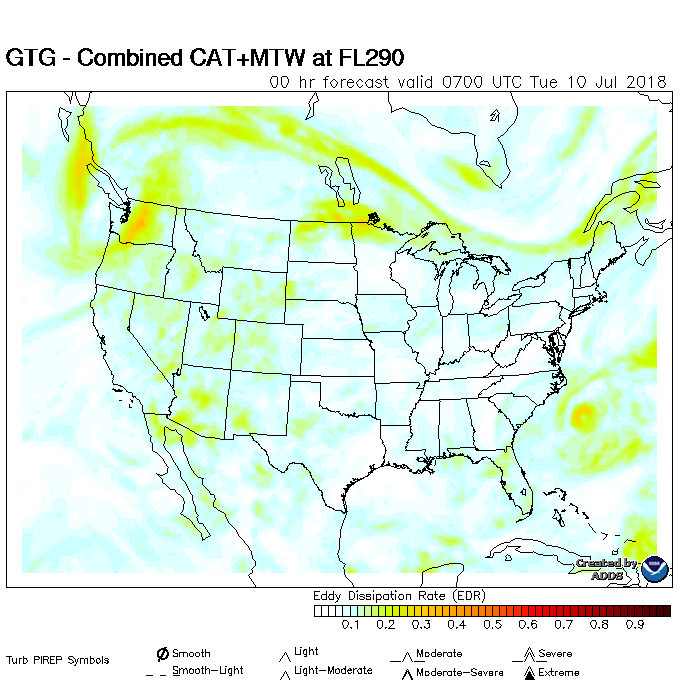 GTG - Combined CAT+MTW at FL290
00 hr forecast valid 0700 UTC Tue 10 Jul 2018
Created by
ADDS
Eddy Dissipation Rate (EDR)
0.1 0.2 0.3 0.4 0.5 0.6 0.7 0.8 0.9
Turb PIREP Symbols
Smooth Light Moderate Severe
Smooth-Light Light-Moderate Moderate-Severe Extreme